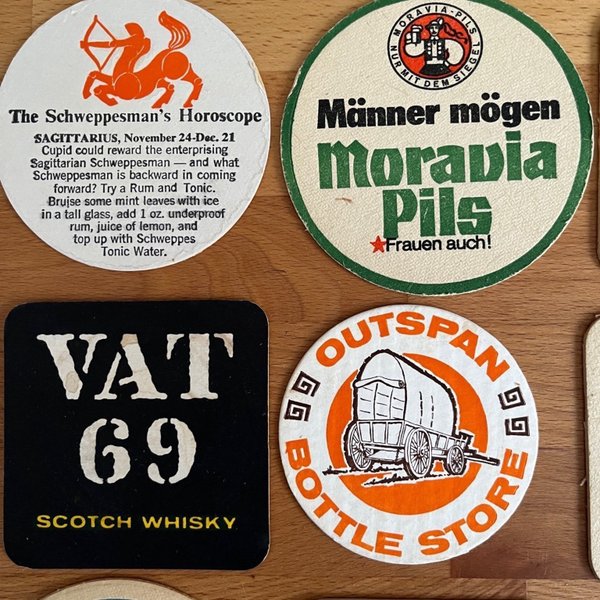 The Schweppesman's Horoscope
SAGITTARIUS, November 24-Dec. 21
Cupid could reward the enterprising
Sagittarian Schweppesman — and what
Schweppesman is backward in coming
forward? Try a Rum and Tonic.
Bruise some mint leaves with ice
in a tall glass, add 1 oz. underproof
rum, juice of lemon, and
top up with Schweppes
Tonic Water.
MORAVIA-PILS
NUR MIT DEM SIEGEL
Männer mögen
Moravia
Pils
Frauen auch!
VAT
69
SCOTCH WHISKY
OUTSPAN
BOTTLE STORE